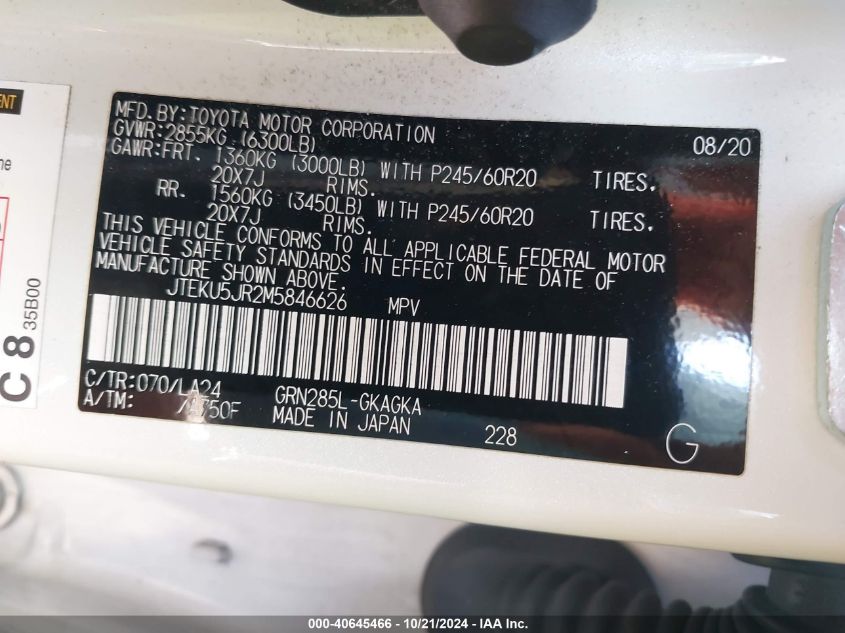 MFD.BY:TOYOTA MOTOR CORPORATION 08/20
GVWR:2855KG (6300LB)
GAWR:FRT. 1360KG (3000LB) WITH P245/60R20 TIRES.
20X7J RIMS.
RR. 1560KG (3450LB) WITH P245/60R20 TIRES.
20X7J RIMS.
THIS VEHICLE CONFORMS TO ALL APPLICABLE FEDERAL MOTOR
VEHICLE SAFETY STANDARDS IN EFFECT ON THE DATE OF
MANUFACTURE SHOWN ABOVE.
JTEKU5JR2M5846626 MPV
C/TR:070/LA24 GRN285L-GKAGKA
A/TM: /A750F MADE IN JAPAN 228 G
C 8 35B00
000-40645466 - 10/21/2024 - IAA Inc.